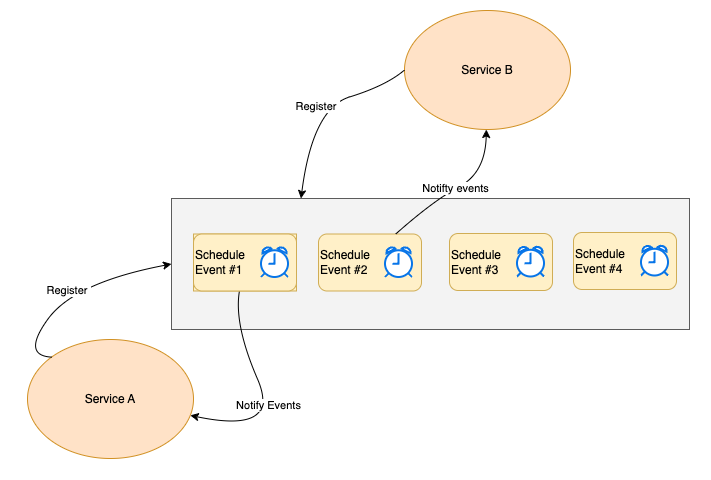 Service B
Register
Notifty events
Schedule
Event #1
Schedule
Event #2
Schedule
Event #3
Schedule
Event #4
Register
Service A
Notify Events